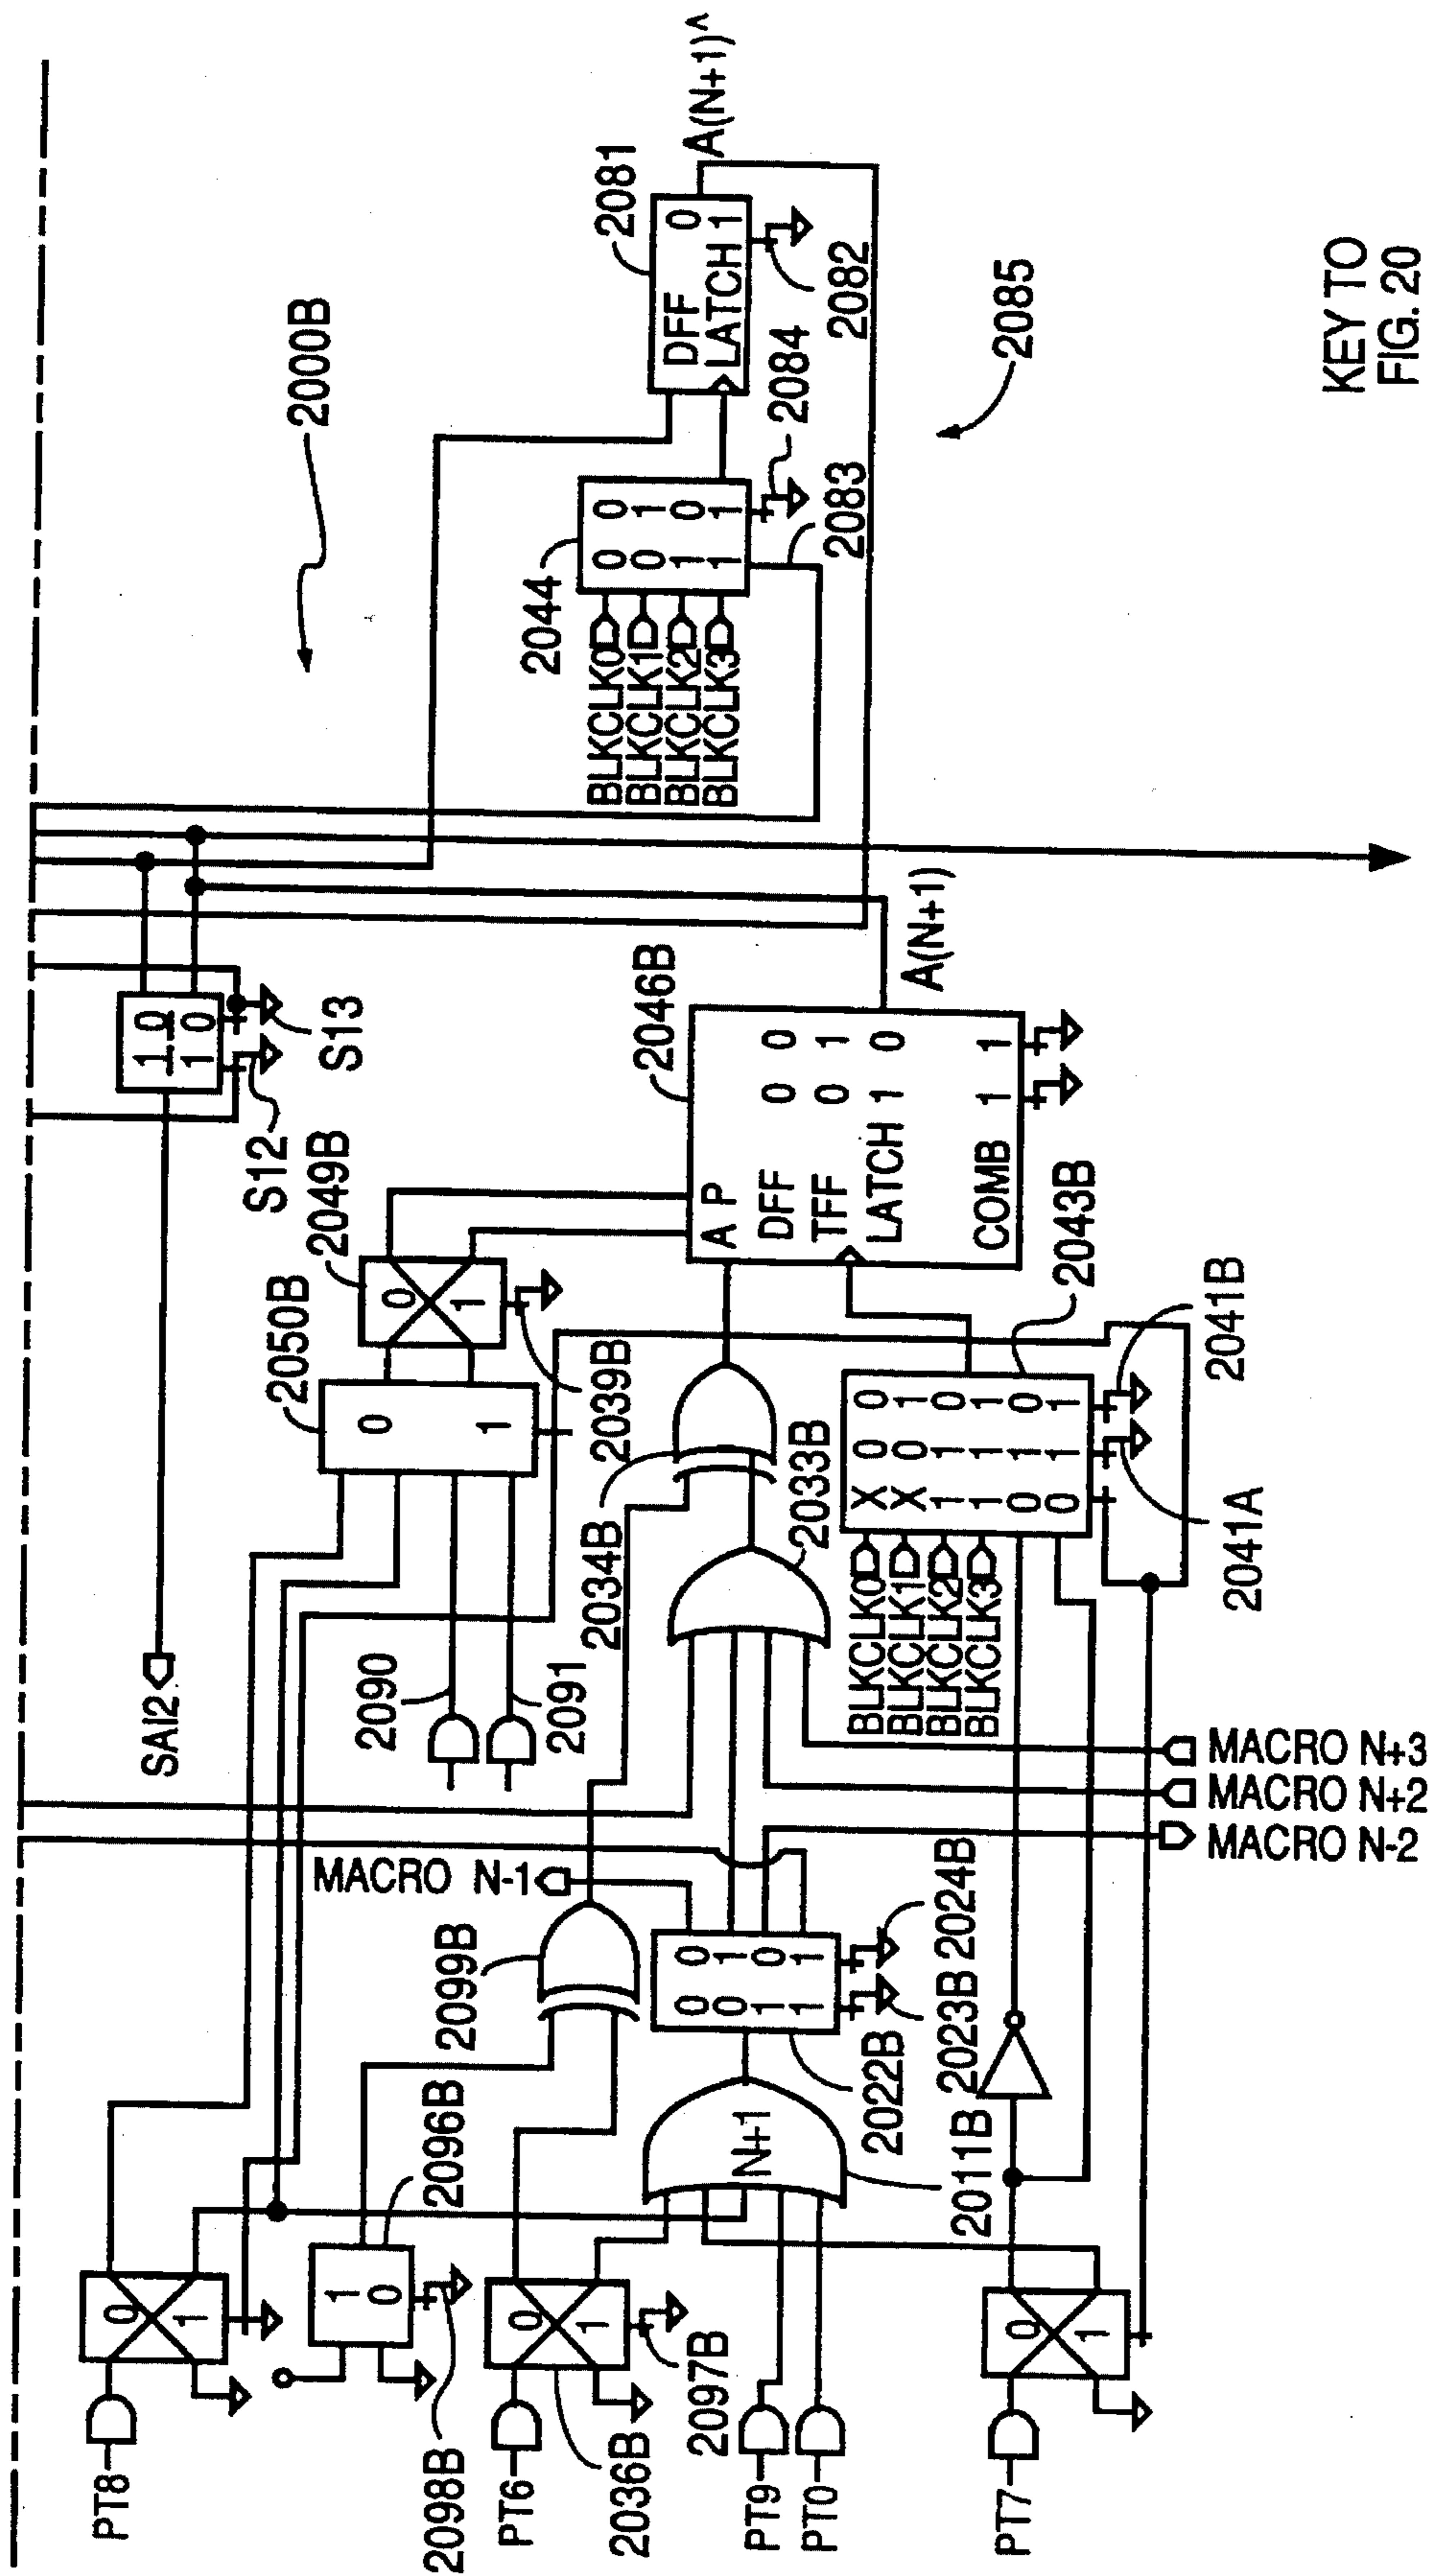 2000B
SAI2
1 0
1 0
S12
S13
2049B
2050B
0
1
0
1
2039B
2090
2091
A P
DFF 0 0
TFF 0 1
LATCH 1 0
COMB 1 1
2046B
A(N+1)
2044
BLKCLK0
BLKCLK1
BLKCLK2
BLKCLK3
0 0
0 1
1 0
1 1
2084
2083
DFF 0
LATCH 1
2081
2082
A(N+1)^
2085
PT8
0
1
2098B
1
0
2096B
2099B
MACRO N-1
PT6
0
1
2036B
2097B
PT9
PT0
N+1
2011B
0 0
0 1
1 0
1 1
2022B
2023B
2024B
2034B
2033B
BLKCLK0
BLKCLK1
BLKCLK2
BLKCLK3
X 0 0
X 0 1
1 1 0
1 1 1
0 1 0
0 1 1
2043B
2041A
2041B
PT7
0
1
MACRO N+3
MACRO N+2
MACRO N-2
KEY TO
FIG. 20